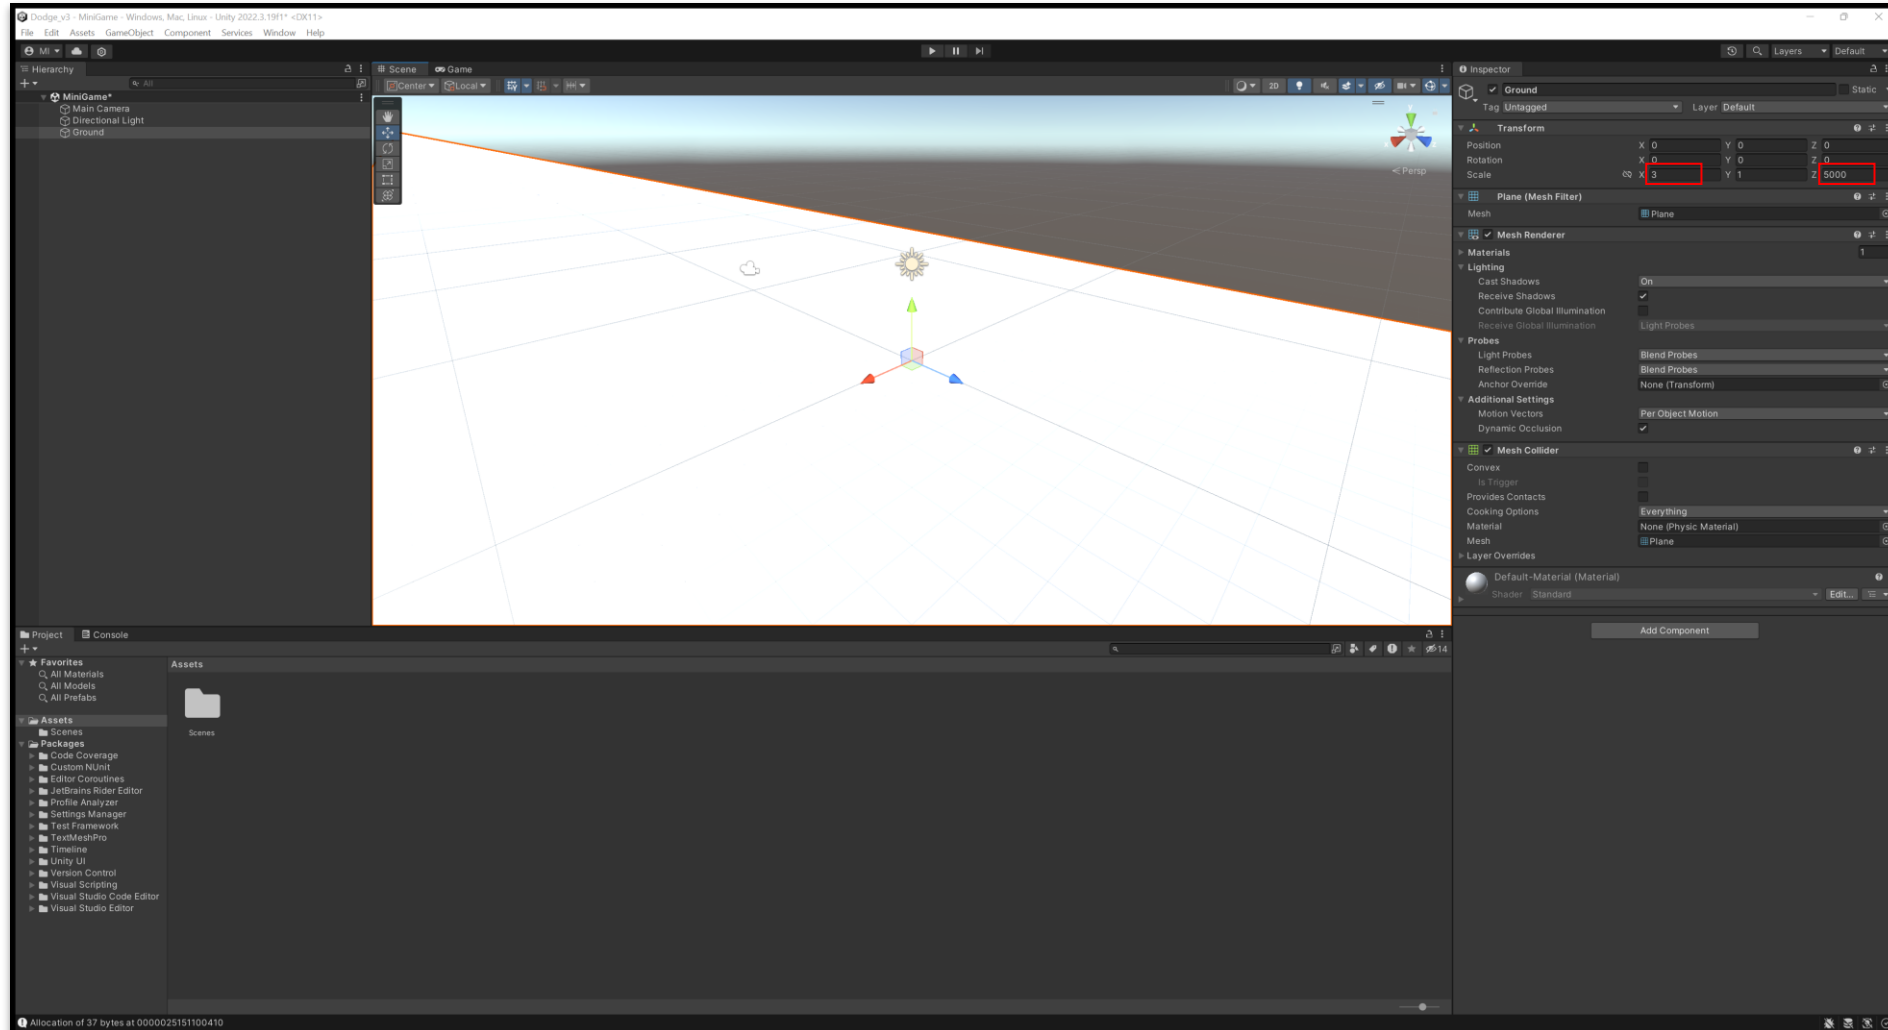 Dodge_v3 - MiniGame - Windows, Mac, Linux - Unity 2022.3.19f1* <DX11>
File Edit Assets GameObject Component Services Window Help
MI
Layers Default
Hierarchy
All
MiniGame*
Main Camera
Directional Light
Ground
Scene Game
Center Local
2D
y
Persp
Inspector
Ground Static
Tag Untagged Layer Default
Transform
Position X 0 Y 0 Z 0
Rotation X 0 Y 0 Z 0
Scale X 3 Y 1 Z 5000
Plane (Mesh Filter)
Mesh Plane
Mesh Renderer
Materials 1
Lighting
Cast Shadows On
Receive Shadows
Contribute Global Illumination
Receive Global Illumination Light Probes
Probes
Light Probes Blend Probes
Reflection Probes Blend Probes
Anchor Override None (Transform)
Additional Settings
Motion Vectors Per Object Motion
Dynamic Occlusion
Mesh Collider
Convex
Is Trigger
Provides Contacts
Cooking Options Everything
Material None (Physic Material)
Mesh Plane
Layer Overrides
Default-Material (Material)
Shader Standard Edit...
Add Component
Project Console
14
Favorites
All Materials
All Models
All Prefabs
Assets
Scenes
Packages
Code Coverage
Custom NUnit
Editor Coroutines
JetBrains Rider Editor
Profile Analyzer
Settings Manager
Test Framework
TextMeshPro
Timeline
Unity UI
Version Control
Visual Scripting
Visual Studio Code Editor
Visual Studio Editor
Assets
Scenes
Allocation of 37 bytes at 0000025151100410